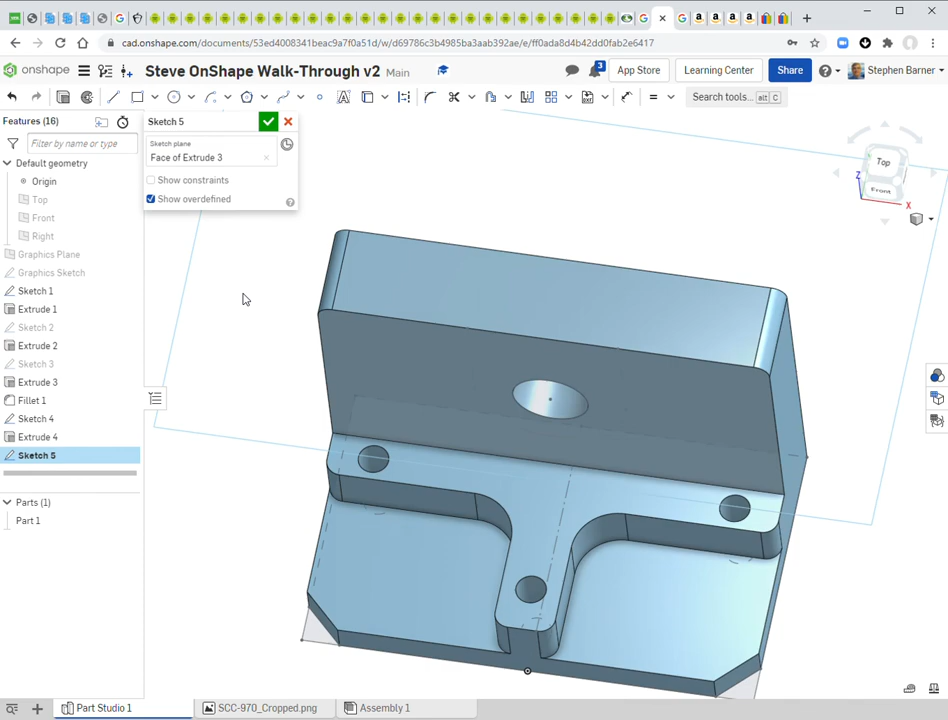 cad.onshape.com/documents/53ed4008341beac9a7f0a51d/w/d69786c3b4985ba3aab392ae/e/ff0ada8d4b42dd0fab2e6417
onshape
Steve OnShape Walk-Through v2 Main
3
App Store
Learning Center
Share
Stephen Barner
Search tools...
alt C
Features (16)
Filter by name or type
Default geometry
Origin
Top
Front
Right
Graphics Plane
Graphics Sketch
Sketch 1
Extrude 1
Sketch 2
Extrude 2
Sketch 3
Extrude 3
Fillet 1
Sketch 4
Extrude 4
Sketch 5
Parts (1)
Part 1
Sketch 5
Sketch plane
Face of Extrude 3
Show constraints
Show overdefined
Top
Front
Z
X
Part Studio 1
SCC-970_Cropped.png
Assembly 1